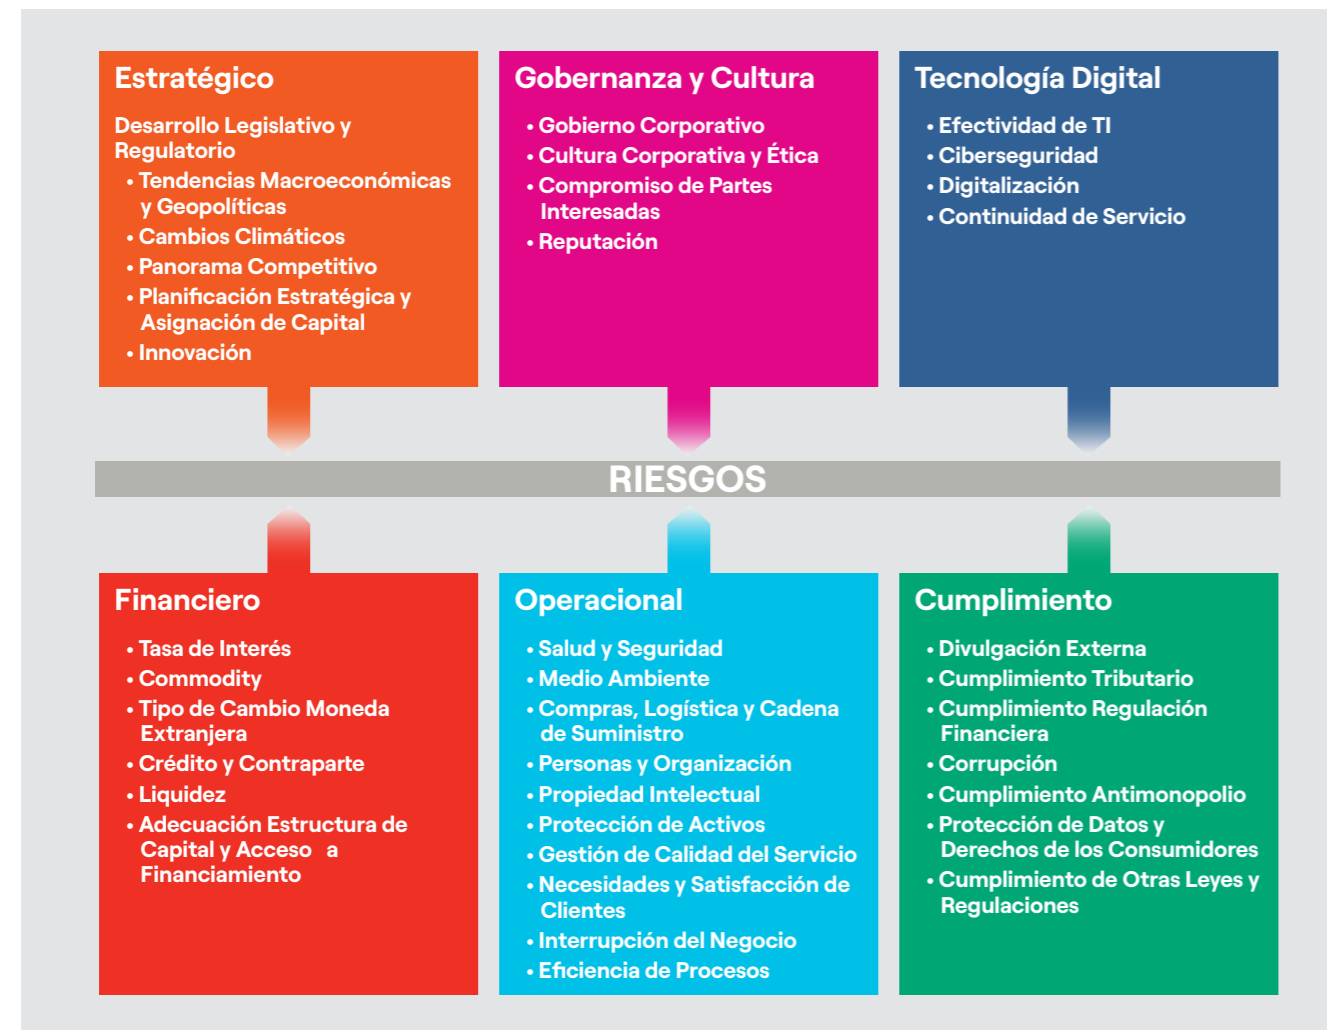 Estratégico
Desarrollo Legislativo y
Regulatorio
• Tendencias Macroeconómicas
y Geopolíticas
• Cambios Climáticos
• Panorama Competitivo
• Planificación Estratégica y
Asignación de Capital
• Innovación
Gobernanza y Cultura
• Gobierno Corporativo
• Cultura Corporativa y Ética
• Compromiso de Partes
Interesadas
• Reputación
Tecnología Digital
• Efectividad de TI
• Ciberseguridad
• Digitalización
• Continuidad de Servicio
RIESGOS
Financiero
• Tasa de Interés
• Commodity
• Tipo de Cambio Moneda
Extranjera
• Crédito y Contraparte
• Liquidez
• Adecuación Estructura de
Capital y Acceso a
Financiamiento
Operacional
• Salud y Seguridad
• Medio Ambiente
• Compras, Logística y Cadena
de Suministro
• Personas y Organización
• Propiedad Intelectual
• Protección de Activos
• Gestión de Calidad del Servicio
• Necesidades y Satisfacción de
Clientes
• Interrupción del Negocio
• Eficiencia de Procesos
Cumplimiento
• Divulgación Externa
• Cumplimiento Tributario
• Cumplimiento Regulación
Financiera
• Corrupción
• Cumplimiento Antimonopolio
• Protección de Datos y
Derechos de los Consumidores
• Cumplimiento de Otras Leyes y
Regulaciones